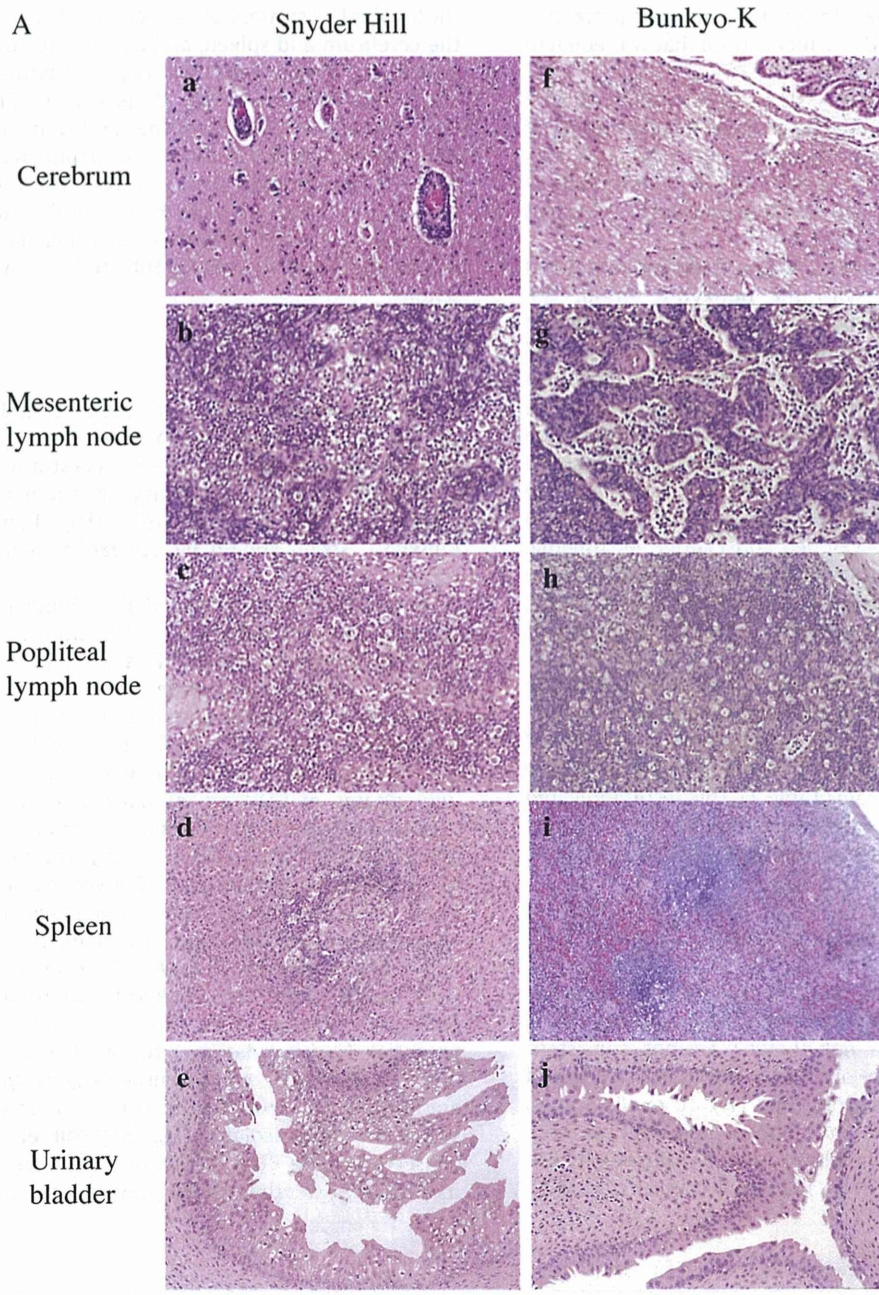 A
Snyder Hill
Bunkyo-K
Cerebrum
a
f
Mesenteric
lymph node
b
g
Popliteal
lymph node
c
h
Spleen
d
i
Urinary
bladder
e
j